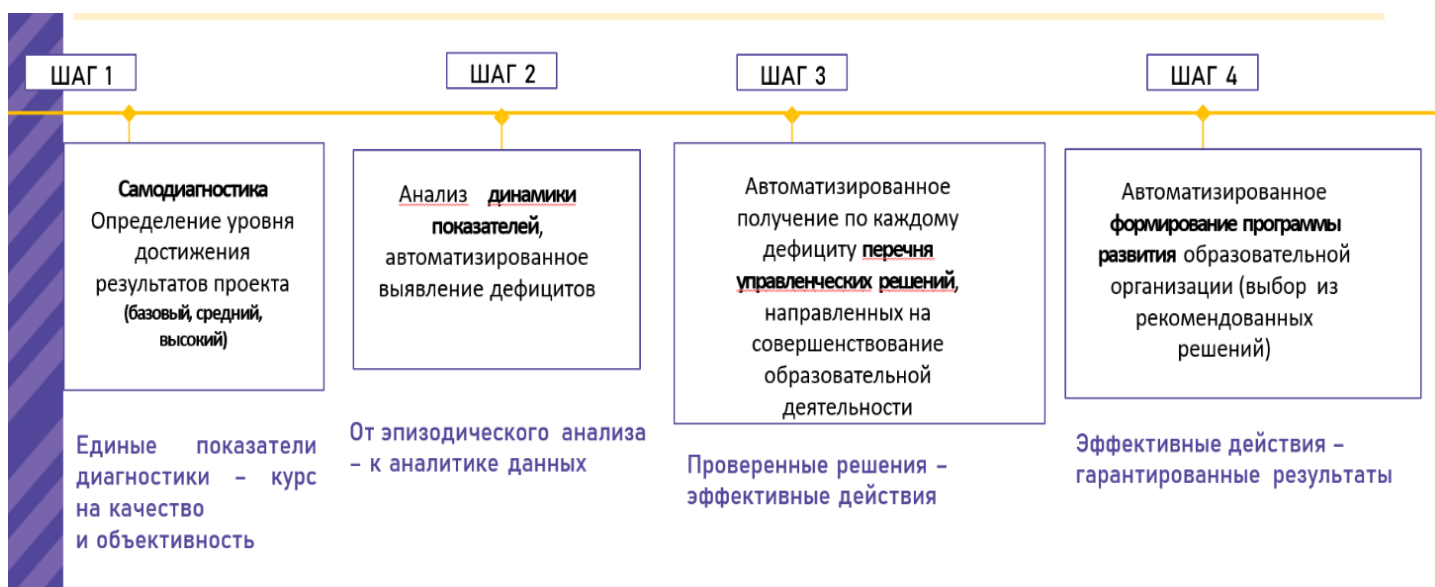 ШАГ 1
Самодиагностика
Определение уровня
достижения
результатов проекта
(базовый, средний,
высокий)
Единые показатели
диагностики – курс
на качество
и объективность
ШАГ 2
Анализ динамики
показателей,
автоматизированное
выявление дефицитов
От эпизодического анализа
– к аналитике данных
ШАГ 3
Автоматизированное
получение по каждому
дефициту перечня
управленческих решений,
направленных на
совершенствование
образовательной
деятельности
Проверенные решения –
эффективные действия
ШАГ 4
Автоматизированное
формирование программы
развития образовательной
организации (выбор из
рекомендованных
решений)
Эффективные действия –
гарантированные результаты